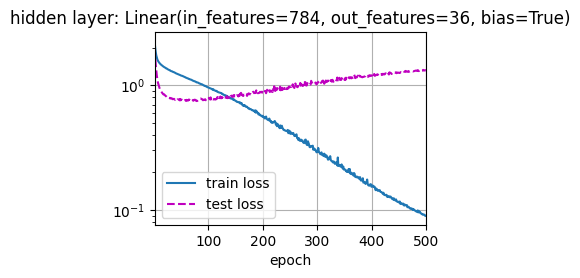 hidden layer: Linear(in_features=784, out_features=36, bias=True)
10⁰
10⁻¹
train loss
test loss
100 200 300 400 500
epoch